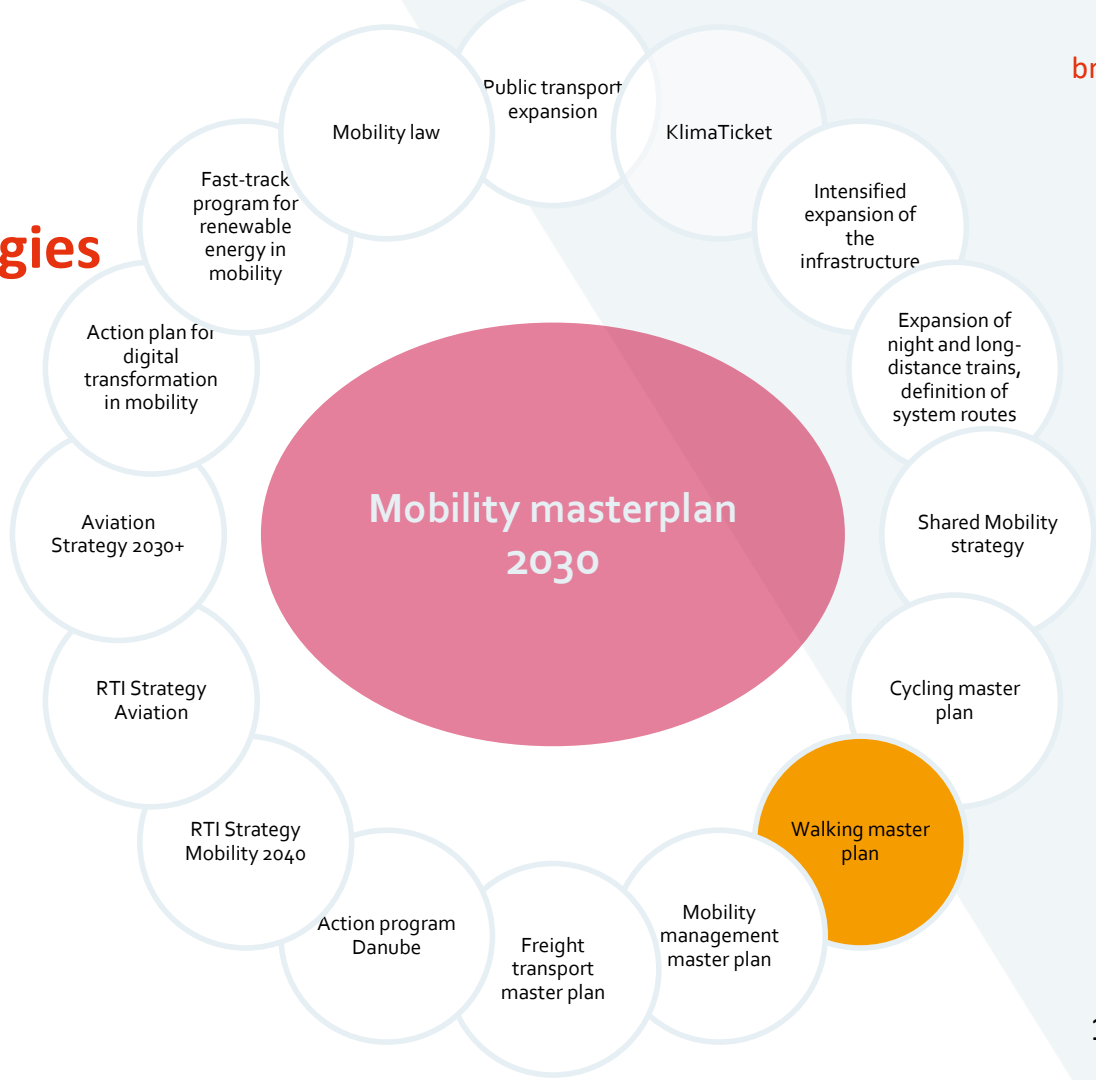 Public transport
expansion
KlimaTicket
Intensified
expansion of
the
infrastructure
Expansion of
night and long-
distance trains,
definition of
system routes
Shared Mobility
strategy
Cycling master
plan
Walking master
plan
Mobility
management
master plan
Freight
transport
master plan
Action program
Danube
RTI Strategy
Mobility 2040
RTI Strategy
Aviation
Aviation
Strategy 2030+
Action plan for
digital
transformation
in mobility
Fast-track
program for
renewable
energy in
mobility
Mobility law
Mobility masterplan
2030
gies
br